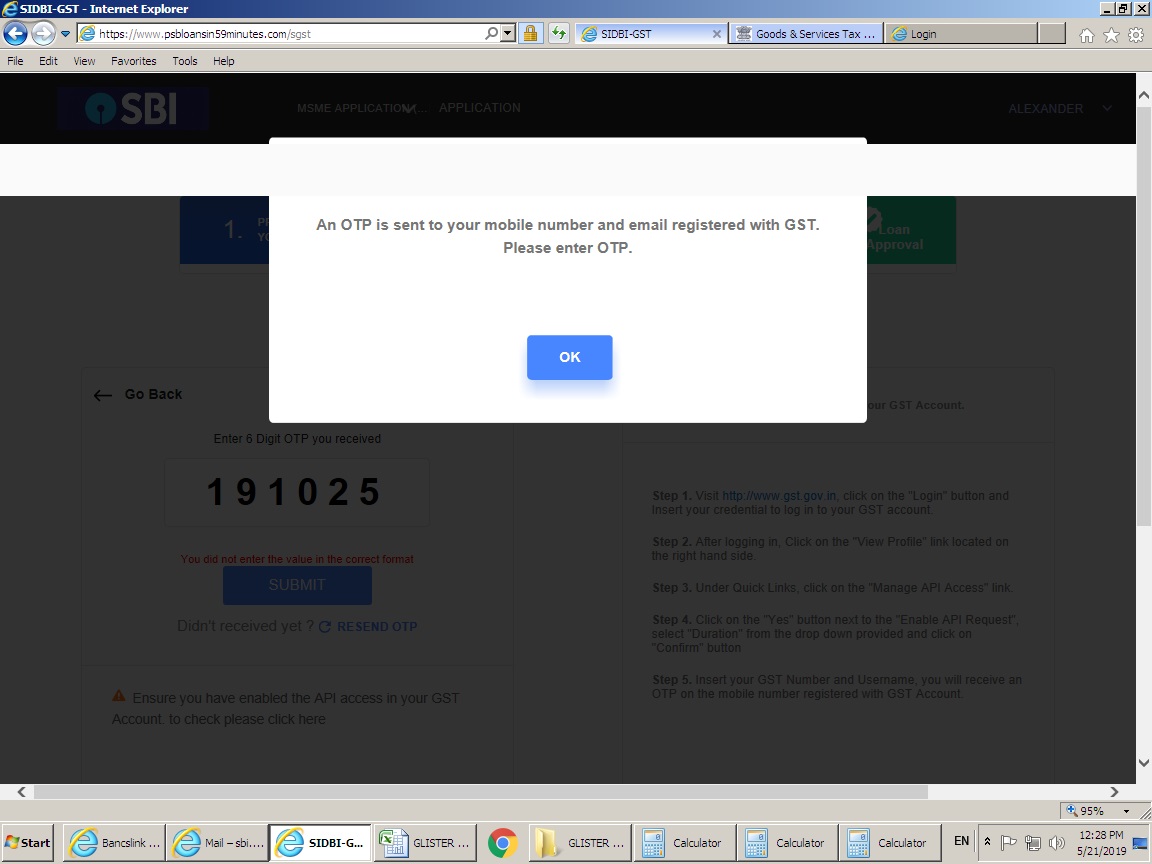 SIDBI-GST - Internet Explorer
https://www.psbloansin59minutes.com/sgst
SIDBI-GST
Goods & Services Tax ...
Login
File Edit View Favorites Tools Help
SBI
MSME APPLICATION(... APPLICATION
ALEXANDER
An OTP is sent to your mobile number and email registered with GST.
Please enter OTP.
1.
Loan
Approval
OK
Go Back
our GST Account.
Enter 6 Digit OTP you received
191025
You did not enter the value in the correct format
SUBMIT
Didn't received yet ? RESEND OTP
Ensure you have enabled the API access in your GST
Account. to check please click here
Step 1. Visit http://www.gst.gov.in, click on the "Login" button and
Insert your credential to log in to your GST account.
Step 2. After logging in, Click on the "View Profile" link located on
the right hand side.
Step 3. Under Quick Links, click on the "Manage API Access" link.
Step 4. Click on the "Yes" button next to the "Enable API Request",
select "Duration" from the drop down provided and click on
"Confirm" button
Step 5. Insert your GST Number and Username, you will receive an
OTP on the mobile number registered with GST Account.
95%
Start
Bancslink ...
Mail – sbi....
SIDBI-G...
GLISTER ...
GLISTER ...
Calculator
Calculator
Calculator
EN
12:28 PM
5/21/2019